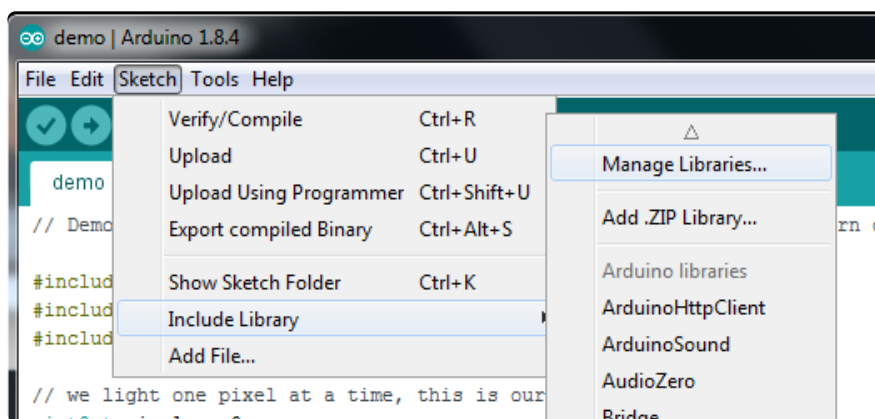 demo | Arduino 1.8.4
File Edit Sketch Tools Help
demo
Verify/Compile Ctrl+R
Upload Ctrl+U
Upload Using Programmer Ctrl+Shift+U
Export compiled Binary Ctrl+Alt+S
Show Sketch Folder Ctrl+K
Include Library
Add File...
Manage Libraries...
Add .ZIP Library...
Arduino libraries
ArduinoHttpClient
ArduinoSound
AudioZero
Bridge
// Demo
#includ
#includ
#includ
// we light one pixel at a time, this is our